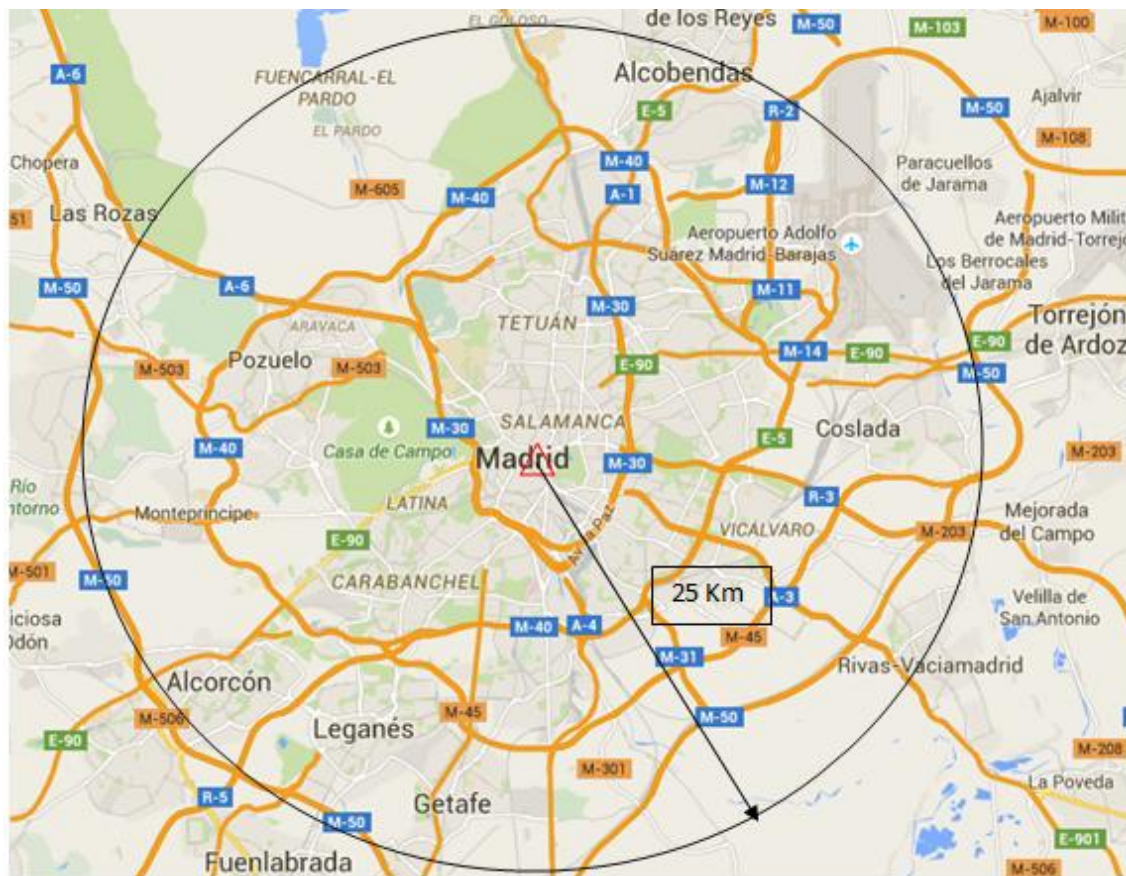 EL GOLOSO
de los Reyes
M-50
M-103
M-100
A-6
FUENCARRAL-EL
PARDO
Alcobendas
E-5
R-2
M-50
Ajalvir
EL PARDO
M-108
Chopera
M-40
Paracuellos
de Jarama
M-605
M-40
A-1
M-12
51
Las Rozas
Aeropuerto Adolfo
Suárez Madrid-Barajas
Aeropuerto Milit
de Madrid-Torrejó
Los Berrocales
del Jarama
M-50
A-6
M-11
M-30
TETUÁN
ARAVACA
Torrejón
de Ardoz
Pozuelo
M-503
M-503
E-90
M-14
E-90
E-90
M-50
SALAMANCA
M-30
M-40
Casa de Campo
Madrid
M-30
E-5
Coslada
M-203
Río
ntorno
LATINA
R-3
Monteprincipe
Av la Paz
VICALVARO
Mejorada
del Campo
M-203
E-90
M-501
M-50
CARABANCHEL
25 Km
A-3
Velilla de
San Antonio
iciosa
Odón
M-40
A-4
M-45
M-31
Rivas-Vaciamadrid
Alcorcón
M-506
M-45
M-50
E-90
Leganés
M-301
M-208
La Poveda
R-5
Getafe
M-50
E-901
Fuenlabrada
M-506